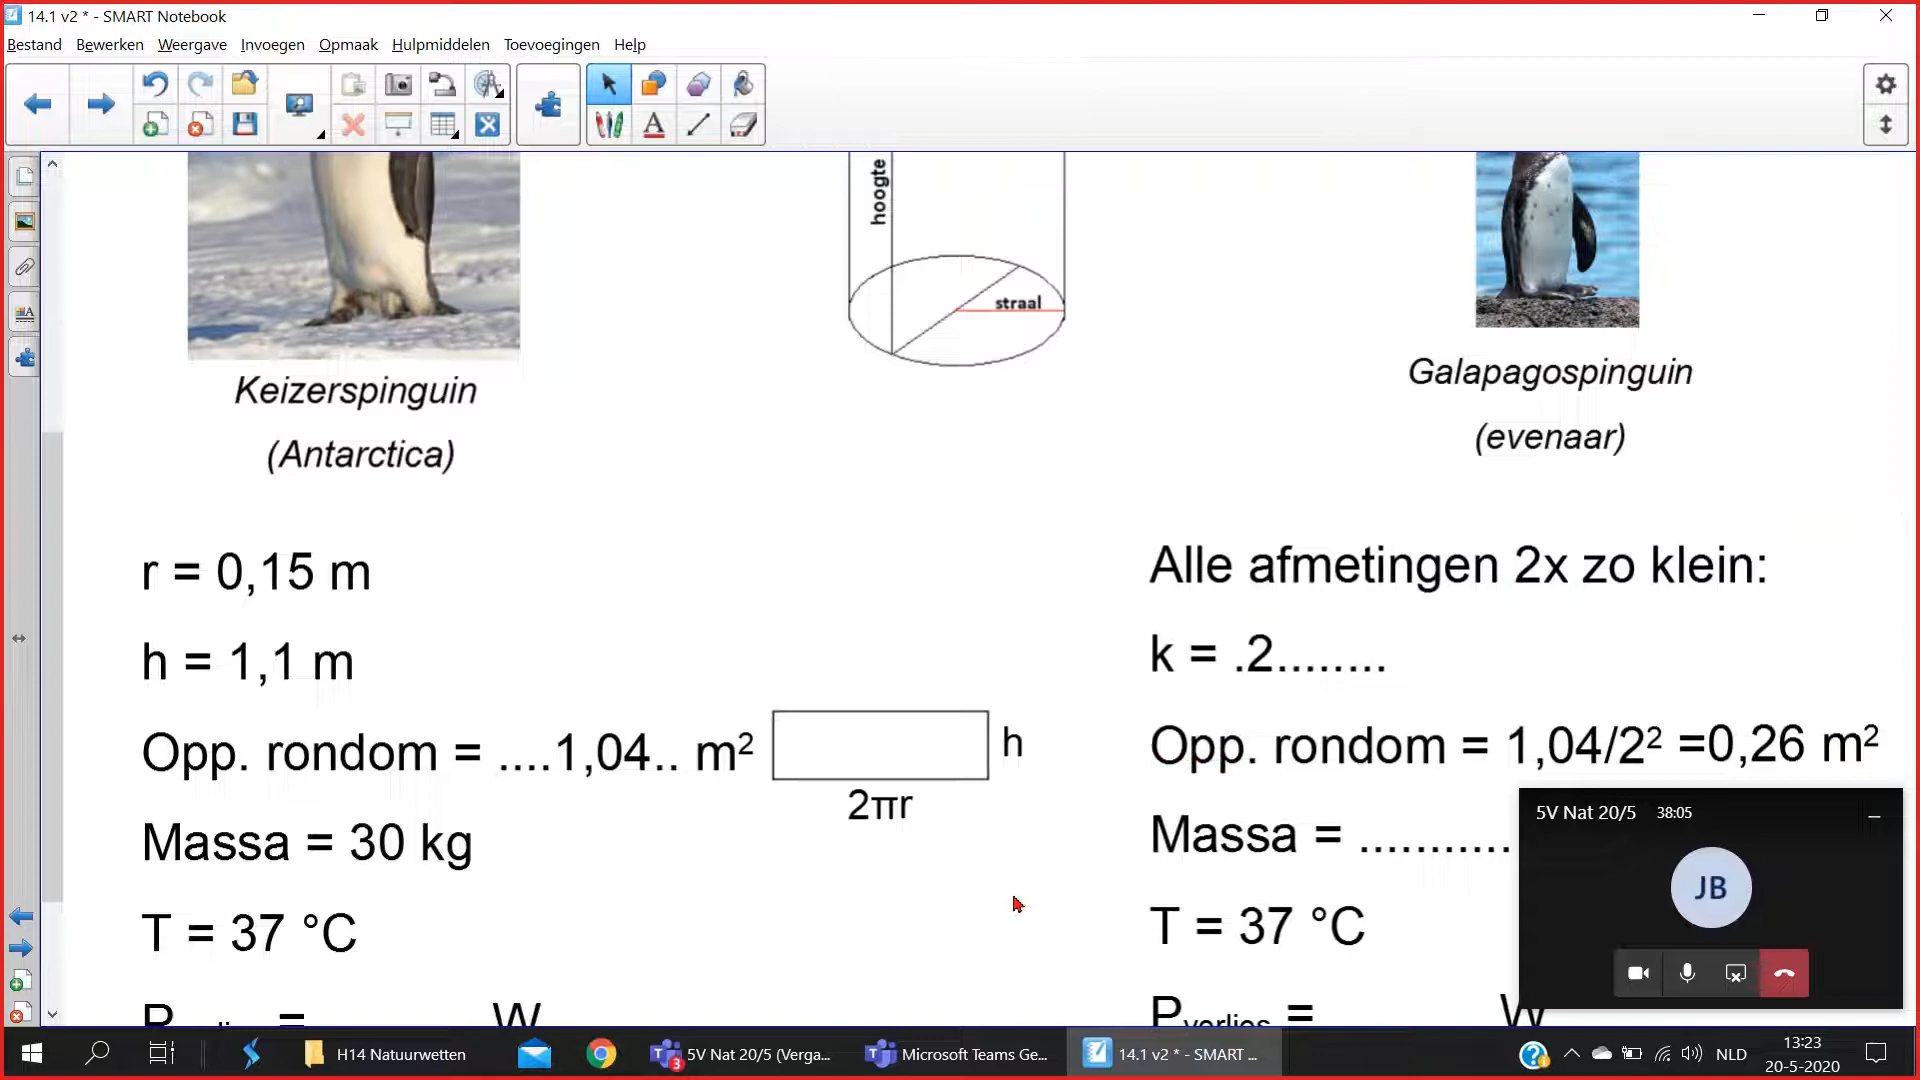 14.1 v2 * - SMART Notebook
Bestand Bewerken Weergave Invoegen Opmaak Hulpmiddelen Toevoegingen Help
hoogte
straal
Keizerspinguin
(Antarctica)
Galapagospinguin
(evenaar)
r = 0,15 m
h = 1,1 m
Opp. rondom = ....1,04.. m²
h
2πr
Massa = 30 kg
T = 37 °C
Alle afmetingen 2x zo klein:
k = .2........
Opp. rondom = 1,04/2² =0,26 m²
Massa = ...........
T = 37 °C
P verlies = W
5V Nat 20/5 38:05
JB
H14 Natuurwetten
3
5V Nat 20/5 (Verga...
Microsoft Teams Ge...
14.1 v2 * - SMART ...
NLD
13:23
20-5-2020